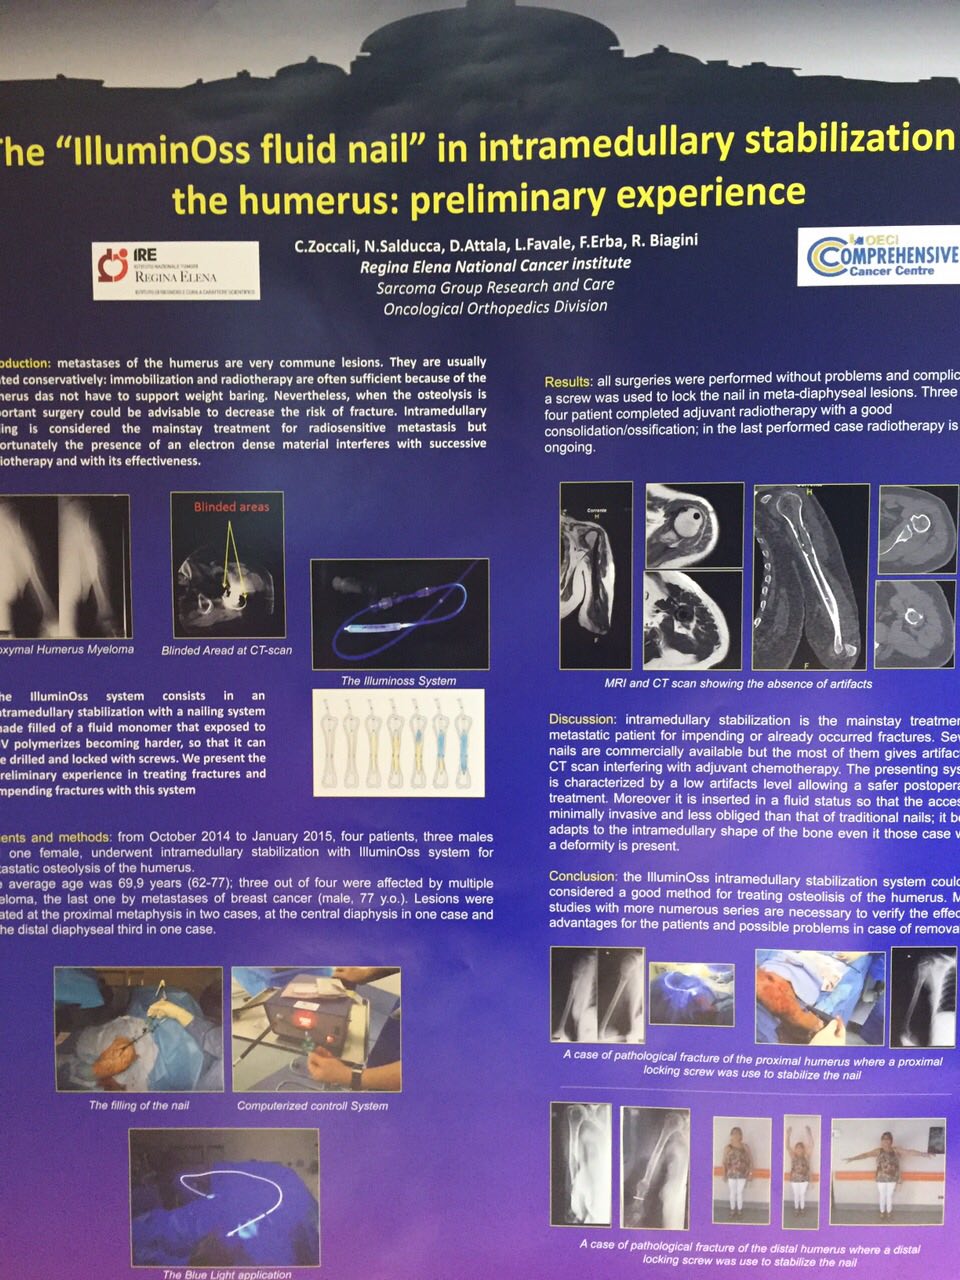 The “IlluminOss fluid nail” in intramedullary stabilization
the humerus: preliminary experience
IRE
ISTITUTO NAZIONALE TUMORI
REGINA ELENA
C.Zoccali, N.Salducca, D.Attala, L.Favale, F.Erba, R. Biagini
Regina Elena National Cancer institute
Sarcoma Group Research and Care
Oncological Orthopedics Division
OECI
COMPREHENSIVE
Cancer Centre
oduction: metastases of the humerus are very commune lesions. They are usually
ated conservatively: immobilization and radiotherapy are often sufficient because of the
merus das not have to support weight baring. Nevertheless, when the osteolysis is
portant surgery could be advisable to decrease the risk of fracture. Intramedullary
ling is considered the mainstay treatment for radiosensitive metastasis but
ortunately the presence of an electron dense material interferes with successive
iotherapy and with its effectiveness.
Blinded areas
oxymal Humerus Myeloma
Blinded Aread at CT-scan
The Illuminoss System
he IlluminOss system consists in an
ntramedullary stabilization with a nailing system
made filled of a fluid monomer that exposed to
V polymerizes becoming harder, so that it can
e drilled and locked with screws. We present the
reliminary experience in treating fractures and
mpending fractures with this system
ients and methods: from October 2014 to January 2015, four patients, three males
one female, underwent intramedullary stabilization with IlluminOss system for
tastatic osteolysis of the humerus.
e average age was 69,9 years (62-77); three out of four were affected by multiple
eloma, the last one by metastases of breast cancer (male, 77 y.o.). Lesions were
ated at the proximal metaphysis in two cases, at the central diaphysis in one case and
he distal diaphyseal third in one case.
The filling of the nail
Computerized controll System
The Blue Light application
Results: all surgeries were performed without problems and complic
a screw was used to lock the nail in meta-diaphyseal lesions. Three
four patient completed adjuvant radiotherapy with a good
consolidation/ossification; in the last performed case radiotherapy is
ongoing.
Corrente
H
F
Corrente
H
F
MRI and CT scan showing the absence of artifacts
Discussion: intramedullary stabilization is the mainstay treatmen
metastatic patient for impending or already occurred fractures. Sev
nails are commercially available but the most of them gives artifac
CT scan interfering with adjuvant chemotherapy. The presenting sys
is characterized by a low artifacts level allowing a safer postopera
treatment. Moreover it is inserted in a fluid status so that the acces
minimally invasive and less obliged than that of traditional nails; it be
adapts to the intramedullary shape of the bone even it those case w
a deformity is present.
Conclusion: the IlluminOss intramedullary stabilization system could
considered a good method for treating osteolisis of the humerus. M
studies with more numerous series are necessary to verify the effec
advantages for the patients and possible problems in case of remova
A case of pathological fracture of the proximal humerus where a proximal
locking screw was use to stabilize the nail
A case of pathological fracture of the distal humerus where a distal
locking screw was use to stabilize the nail